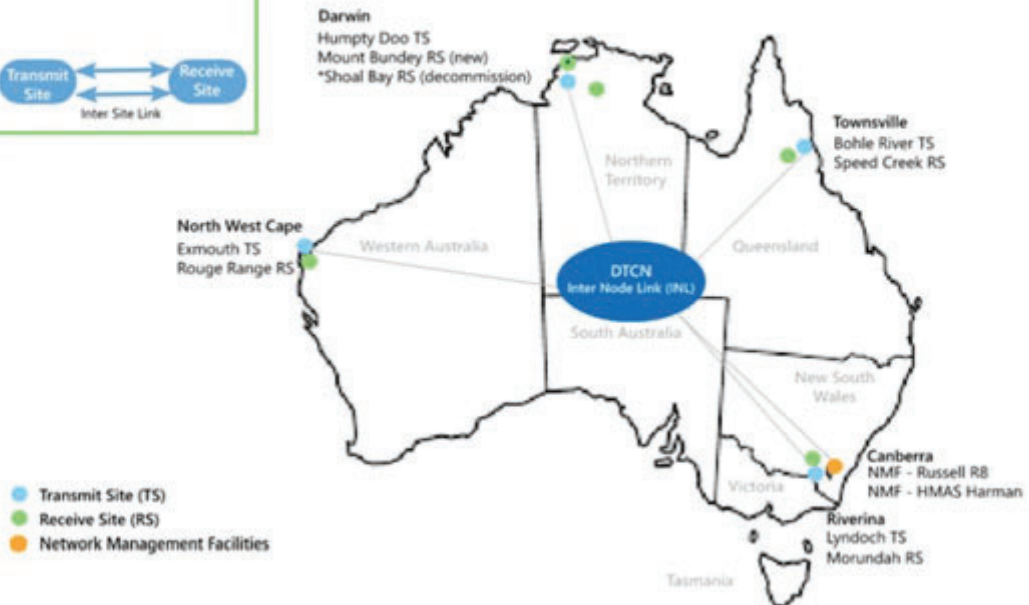 Transmit
Site
Receive
Site
Inter Site Link
Darwin
Humpty Doo TS
Mount Bundey RS (new)
*Shoal Bay RS (decommission)
Townsville
Bohle River TS
Speed Creek RS
Northern
Territory
North West Cape
Exmouth TS
Rouge Range RS
Western Australia
Queensland
DTCN
Inter Node Link (INL)
South Australia
New South
Wales
Canberra
NMF - Russell R8
NMF - HMAS Harman
Victoria
Riverina
Lyndoch TS
Morundah RS
Tasmania
Transmit Site (TS)
Receive Site (RS)
Network Management Facilities